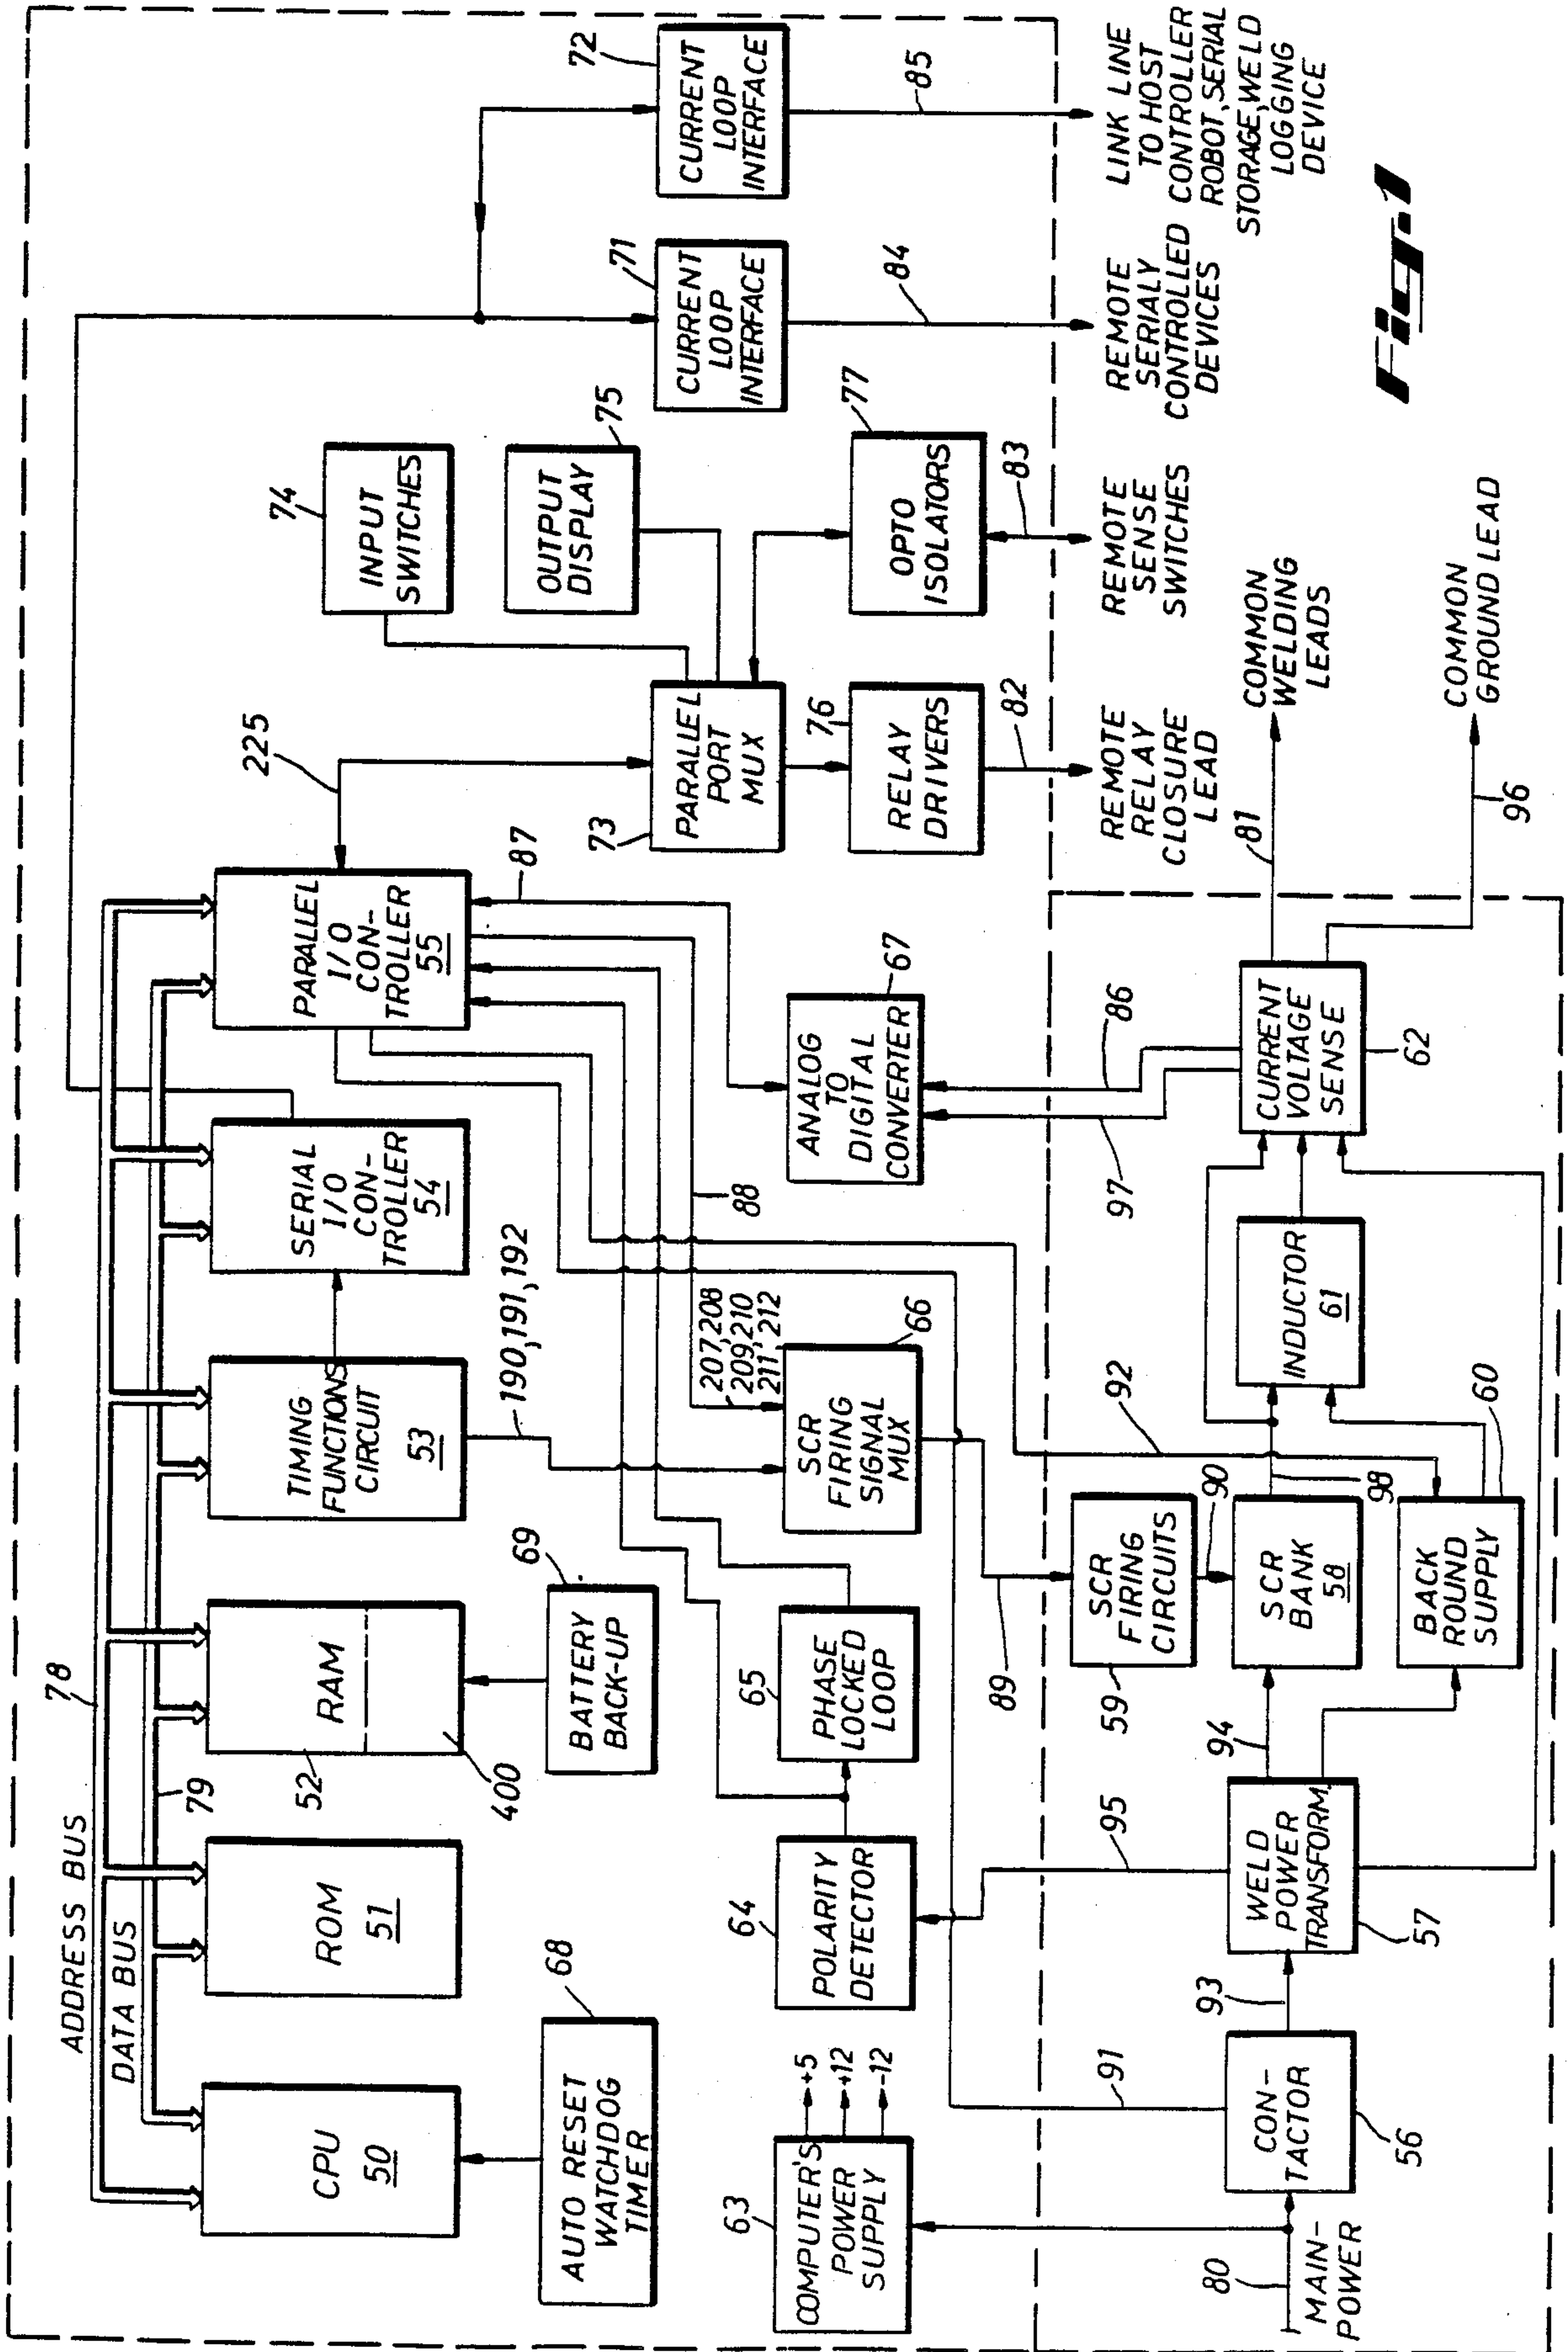 78
ADDRESS BUS
DATA BUS
79
CPU
50
ROM
51
RAM
52
400
TIMING
FUNCTIONS
CIRCUIT
53
SERIAL
I/O
CON-
TROLLER
54
PARALLEL
I/O
CON-
TROLLER
55
225
AUTO RESET
WATCHDOG
TIMER
68
BATTERY
BACK-UP
69
190,191,192
87
88
74
INPUT
SWITCHES
OUTPUT
DISPLAY
75
73
PARALLEL
PORT
MUX
71
CURRENT
LOOP
INTERFACE
72
CURRENT
LOOP
INTERFACE
63
COMPUTER'S
POWER
SUPPLY
+5
+12
-12
64
POLARITY
DETECTOR
65
PHASE
LOCKED
LOOP
207,208
209,210
211,212
SCR
FIRING
SIGNAL
MUX
66
ANALOG
TO
DIGITAL
CONVERTER
67
76
RELAY
DRIVERS
77
OPTO
ISOLATORS
82
83
84
85
91
95
89
92
97
86
REMOTE
RELAY
CLOSURE
LEAD
REMOTE
SENSE
SWITCHES
REMOTE
SERIALY
CONTROLLED
DEVICES
LINK LINE
TO HOST
CONTROLLER
ROBOT,SERIAL
STORAGE,WELD
LOGGING
DEVICE
59
SCR
FIRING
CIRCUITS
90
80
MAIN-
POWER
CON-
TACTOR
56
93
WELD
POWER
TRANSFORM.
57
94
SCR
BANK
58
98
BACK
ROUND
SUPPLY
60
INDUCTOR
61
CURRENT
VOLTAGE
SENSE
62
81
COMMON
WELDING
LEADS
96
COMMON
GROUND LEAD
Fig.1